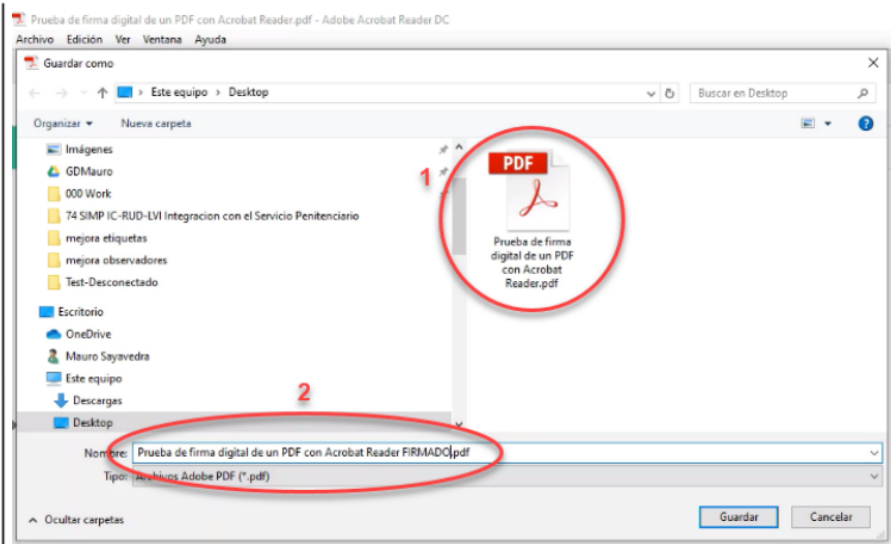 Prueba de firma digital de un PDF con Acrobat Reader.pdf - Adobe Acrobat Reader DC
Archivo Edición Ver Ventana Ayuda
Guardar como
Este equipo > Desktop
Buscar en Desktop
Organizar
Nueva carpeta
Imágenes
GDMauro
000 Work
74 SIMP IC-RUD-LVI Integracion con el Servicio Penitenciario
mejora etiquetas
mejora observadores
Test-Desconectado
Escritorio
OneDrive
Mauro Sayavedra
Este equipo
Descargas
Desktop
1
PDF
Prueba de firma
digital de un PDF
con Acrobat
Reader.pdf
2
Nombre: Prueba de firma digital de un PDF con Acrobat Reader FIRMADO.pdf
Tipo: Archivos Adobe PDF (*.pdf)
Ocultar carpetas
Guardar
Cancelar